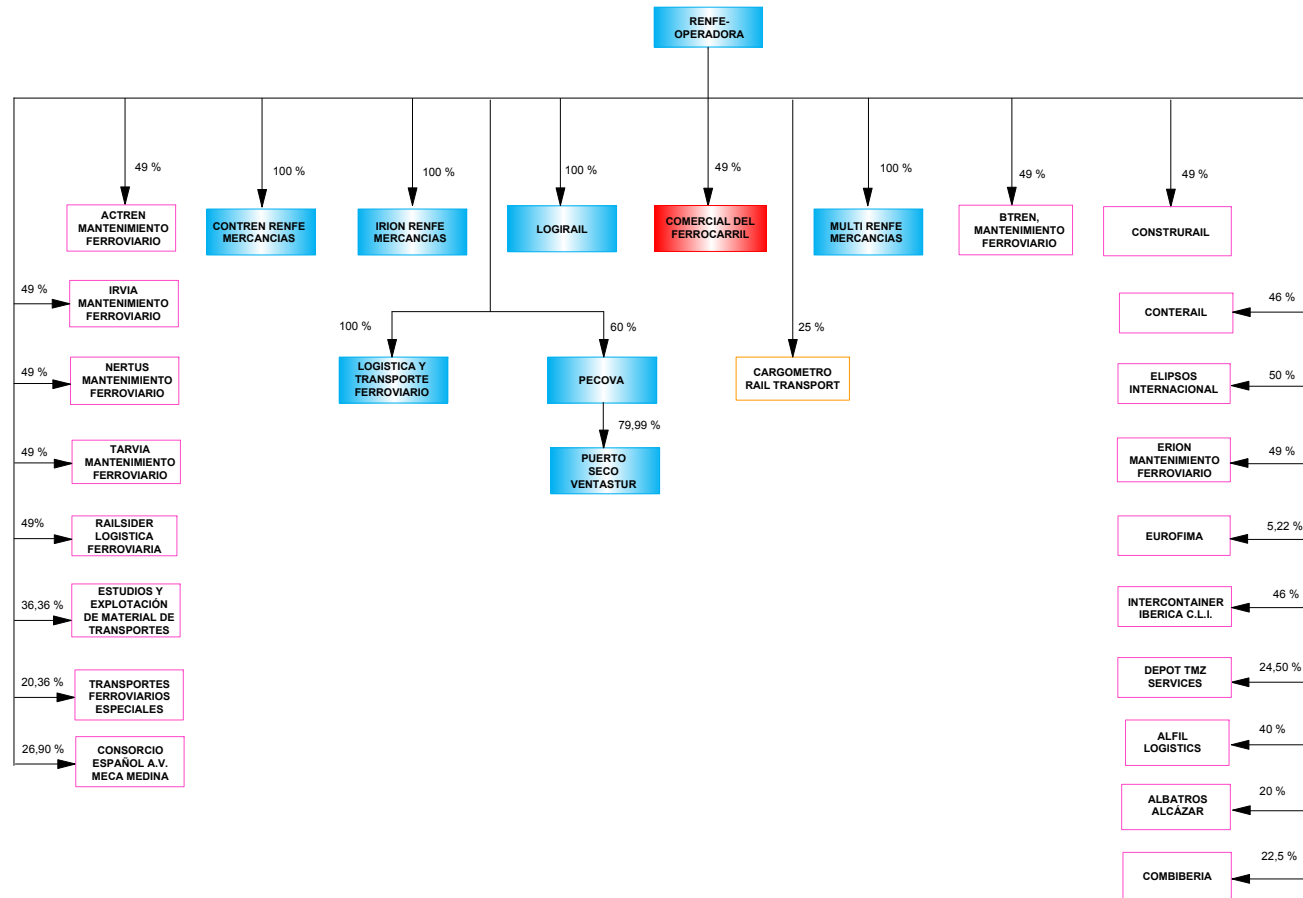 RENFE-
OPERADORA
49 %
100 %
100 %
100 %
49 %
100 %
49 %
49 %
ACTREN
MANTENIMIENTO
FERROVIARIO
CONTREN RENFE
MERCANCIAS
IRION RENFE
MERCANCIAS
LOGIRAIL
COMERCIAL DEL
FERROCARRIL
MULTI RENFE
MERCANCIAS
BTREN,
MANTENIMIENTO
FERROVIARIO
CONSTRURAIL
49 %
IRVIA
MANTENIMIENTO
FERROVIARIO
CONTERAIL
46 %
100 %
60 %
25 %
49 %
NERTUS
MANTENIMIENTO
FERROVIARIO
LOGISTICA Y
TRANSPORTE
FERROVIARIO
PECOVA
CARGOMETRO
RAIL TRANSPORT
ELIPSOS
INTERNACIONAL
50 %
79,99 %
49 %
TARVIA
MANTENIMIENTO
FERROVIARIO
PUERTO
SECO
VENTASTUR
ERION
MANTENIMIENTO
FERROVIARIO
49 %
49%
RAILSIDER
LOGISTICA
FERROVIARIA
EUROFIMA
5,22 %
36,36 %
ESTUDIOS Y
EXPLOTACIÓN
DE MATERIAL DE
TRANSPORTES
INTERCONTAINER
IBERICA C.L.I.
46 %
20,36 %
TRANSPORTES
FERROVIARIOS
ESPECIALES
DEPOT TMZ
SERVICES
24,50 %
26,90 %
CONSORCIO
ESPAÑOL A.V.
MECA MEDINA
ALFIL
LOGISTICS
40 %
ALBATROS
ALCÁZAR
20 %
COMBIBERIA
22,5 %